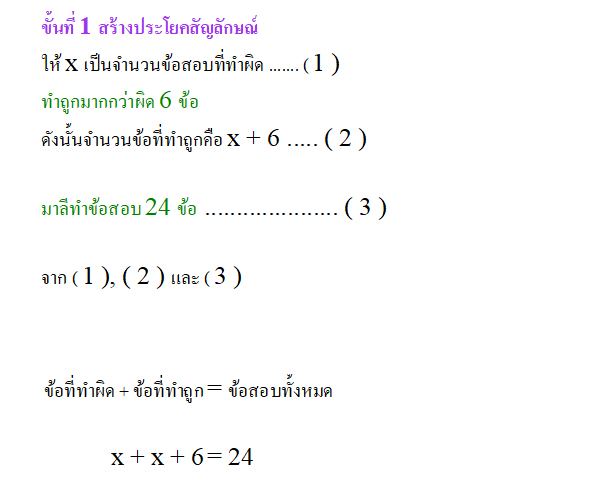 ขั้นที่ 1 สร้างประโยคสัญลักษณ์
ให้ x เป็นจำนวนข้อสอบที่ทำผิด ....... ( 1 )
ทำถูกมากกว่าผิด 6 ข้อ
ดังนั้นจำนวนข้อที่ทำถูกคือ x + 6 ..... ( 2 )
มาลีทำข้อสอบ 24 ข้อ ..................... ( 3 )
จาก ( 1 ), ( 2 ) และ ( 3 )
ข้อที่ทำผิด + ข้อที่ทำถูก = ข้อสอบทั้งหมด
x + x + 6 = 24